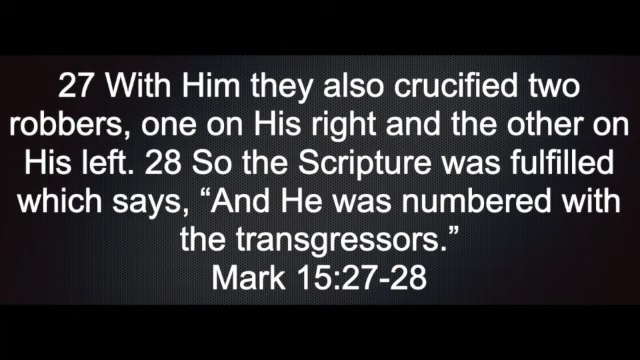 27 With Him they also crucified two
robbers, one on His right and the other on
His left. 28 So the Scripture was fulfilled
which says, “And He was numbered with
the transgressors.”
Mark 15:27-28